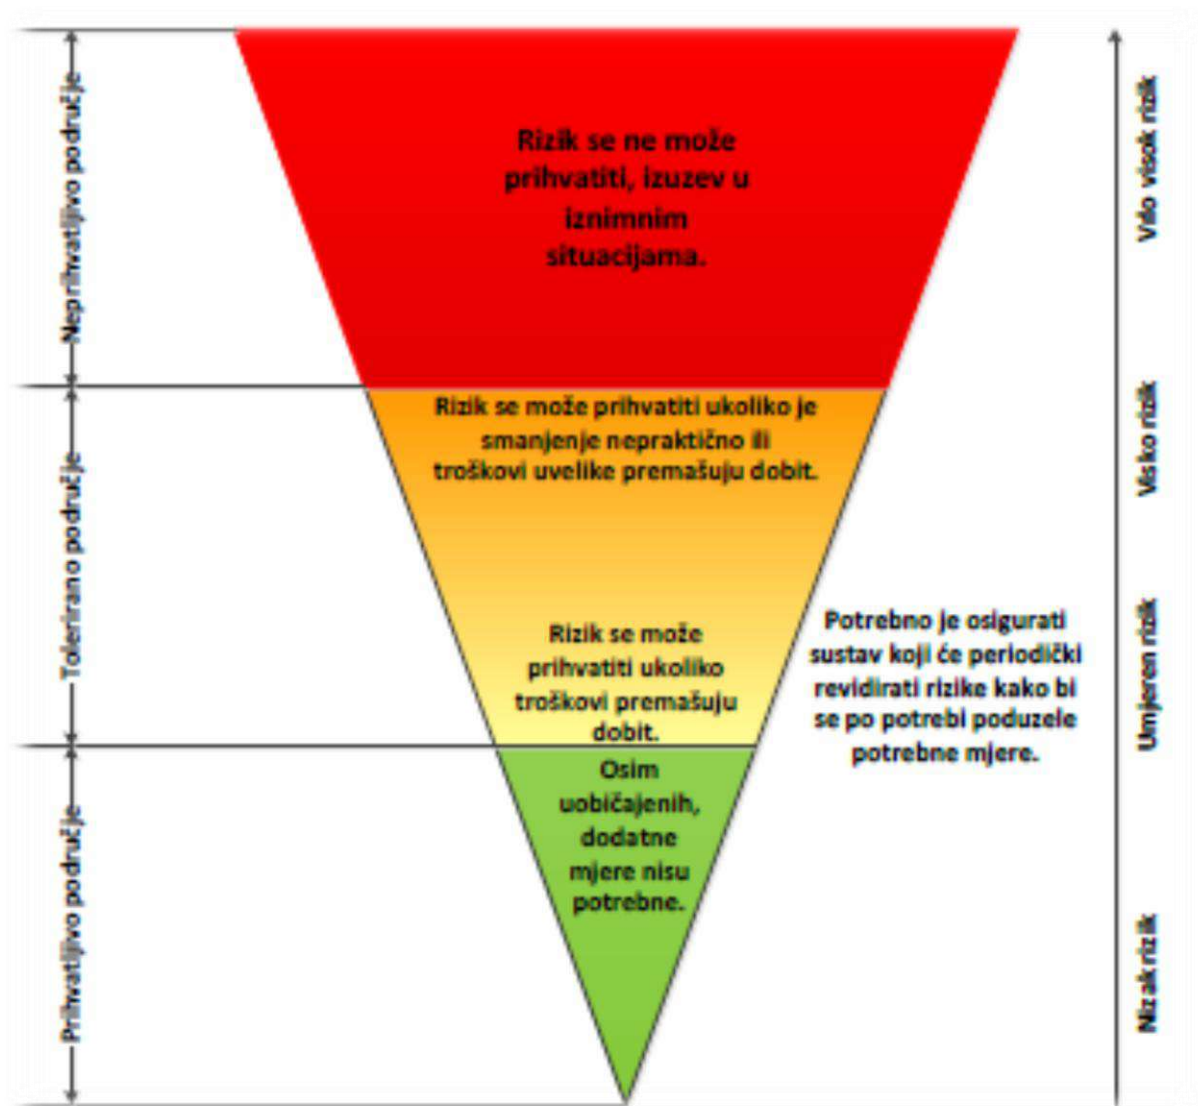 Neprihvatljivo područje
Rizik se ne može
prihvatiti, izuzev u
iznimnim
situacijama.
Vrlo visok rizik
Tolerirano područje
Rizik se može prihvatiti ukoliko je
smanjenje nepraktično ili
troškovi uvelike premašuju dobit.
Visko rizik
Rizik se može
prihvatiti ukoliko
troškovi premašuju
dobit.
Potrebno je osigurati
sustav koji će periodički
revidirati rizike kako bi
se po potrebi poduzele
potrebne mjere.
Umjeren rizik
Prihvatljivo područje
Osim
uobičajenih,
dodatne
mjere nisu
potrebne.
Nizak rizik